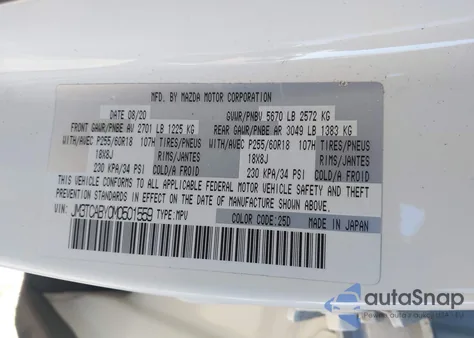 MFD. BY MAZDA MOTOR CORPORATION
DATE 08/20 GVWR/PNBV 5670 LB 2572 KG
FRONT GAWR/PNBE AV 2701 LB 1225 KG REAR GAWR/PNBE AR 3049 LB 1383 KG
WITH/AVEC P255/60R18 107H TIRES/PNEUS WITH/AVEC P255/60R18 107H TIRES/PNEUS
18X8J RIMS/JANTES 18X8J RIMS/JANTES
230 KPA/34 PSI COLD/A FROID 230 KPA/34 PSI COLD/A FROID
THIS VEHICLE CONFORMS TO ALL APPLICABLE FEDERAL MOTOR VEHICLE SAFETY, BUMPER, AND THEFT
PREVENTION STANDARDS IN EFFECT ON THE DATE OF MANUFACTURE SHOWN ABOVE.
VIN: JM3TCABY0M0501559 TYPE:MPV COLOR CODE:25D MADE IN JAPAN
autoSnap
Pewne auto z aukcji USA